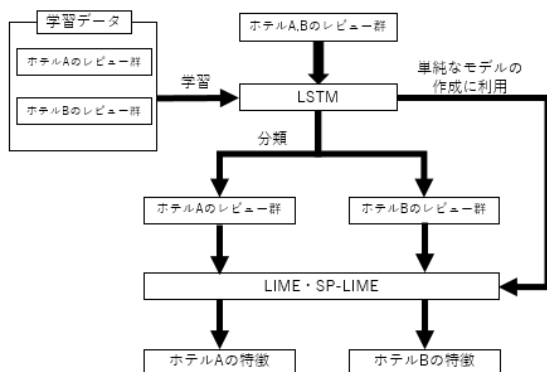 学習データ
ホテルAのレビュー群
ホテルBのレビュー群
学習
ホテルA,Bのレビュー群
LSTM
単純なモデルの
作成に利用
分類
ホテルAのレビュー群
ホテルBのレビュー群
LIME・SP-LIME
ホテルAの特徴
ホテルBの特徴